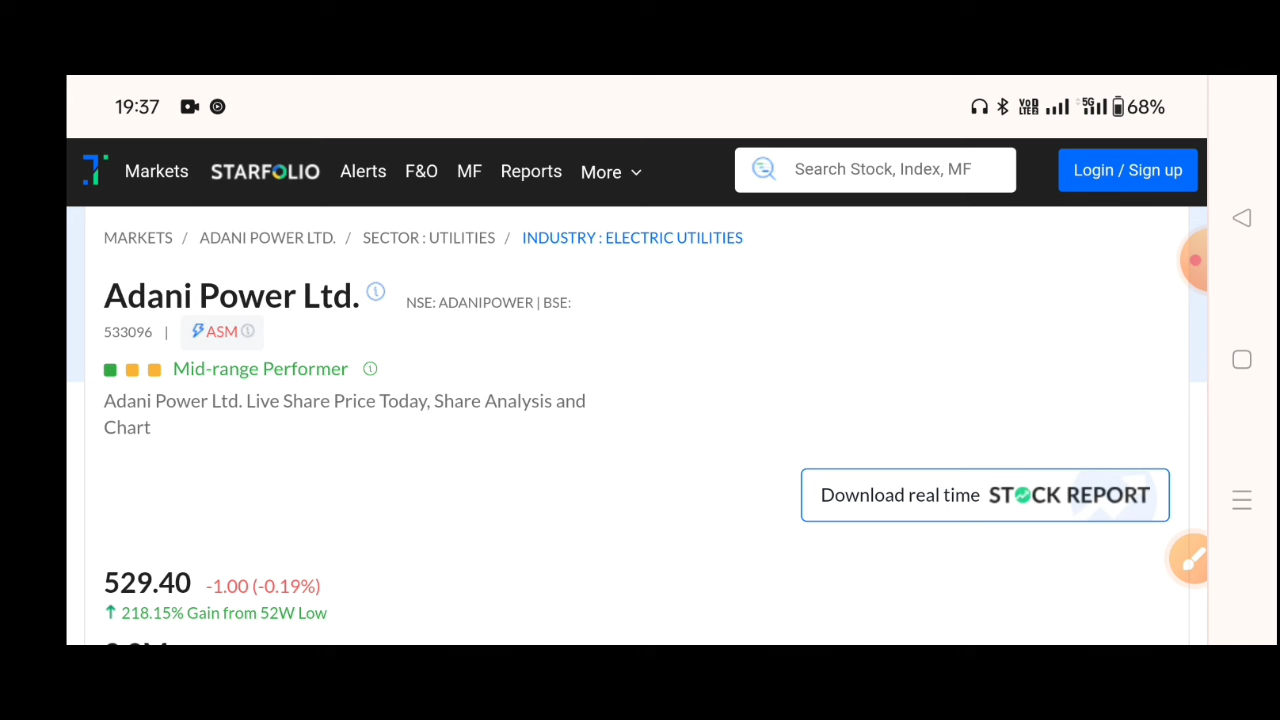 19:37 VoD LTE2 5G 68%
Markets STARFOLIO Alerts F&O MF Reports More Search Stock, Index, MF Login / Sign up
MARKETS / ADANI POWER LTD. / SECTOR : UTILITIES / INDUSTRY : ELECTRIC UTILITIES
Adani Power Ltd. NSE: ADANIPOWER | BSE:
533096 | ASM
Mid-range Performer
Adani Power Ltd. Live Share Price Today, Share Analysis and
Chart
Download real time STOCK REPORT
529.40 -1.00 (-0.19%)
↑ 218.15% Gain from 52W Low